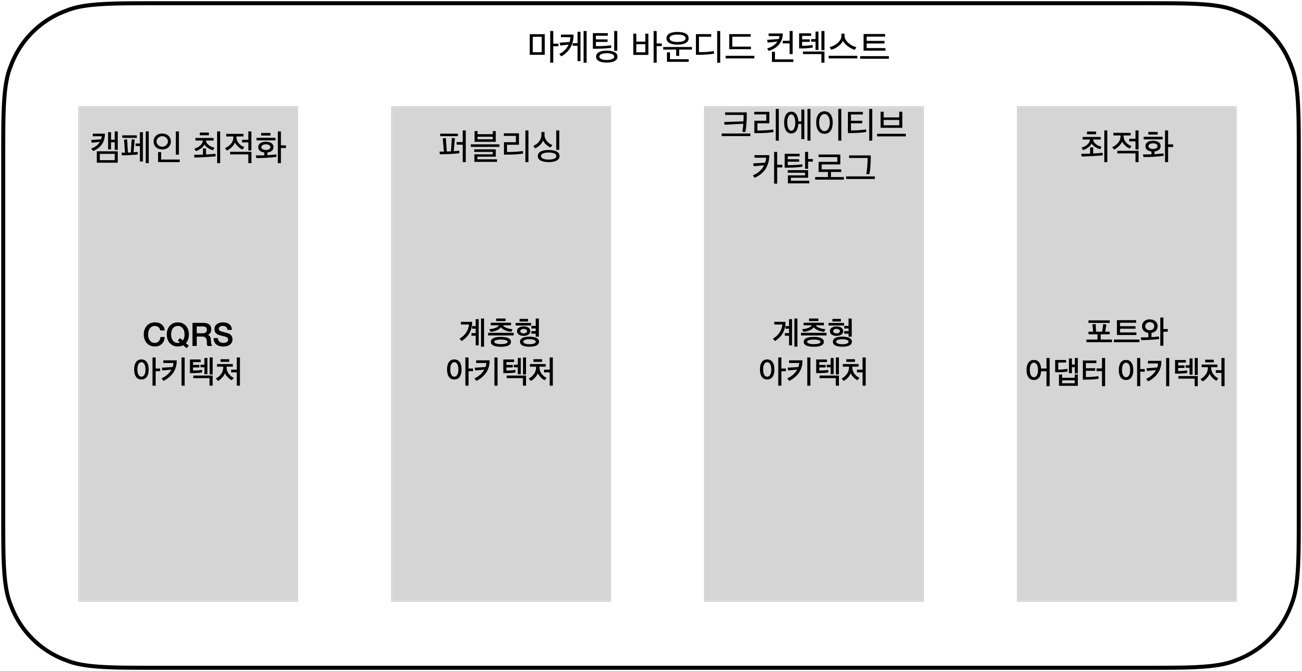 마케팅 바운디드 컨텍스트
캠페인 최적화
퍼블리싱
크리에이티브
카탈로그
최적화
CQRS
아키텍처
계층형
아키텍처
계층형
아키텍처
포트와
어댑터 아키텍처